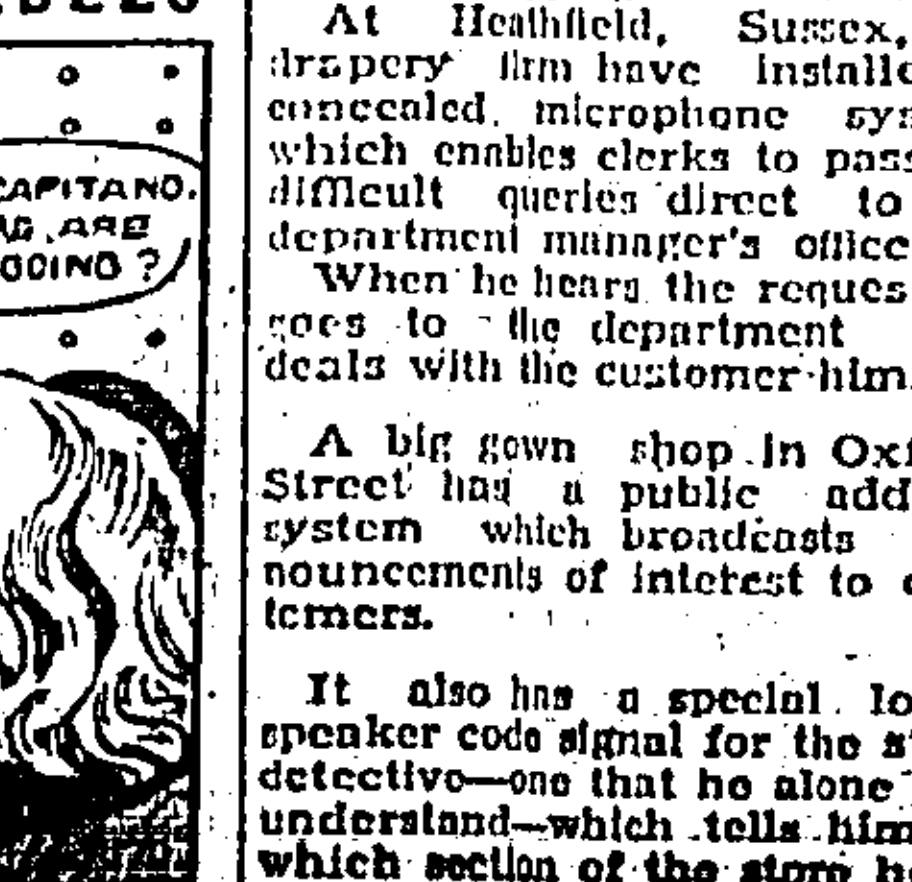 CAPITANO.
ARE
GOING ?
At Heathfield, Sussex,
drapery firm have installe
concealed microphone sys
which enables clerks to pass
difficult queries direct to
department manager's office
When he hears the reques
goes to the department
deals with the customer him
A big gown shop in Oxf
Street has a public add
system which broadcasts
nouncements of interest to c
tomers.
It also has a special lo
speaker code signal for the s
detective—one that he alone
understand—which tells him
which section of the store h